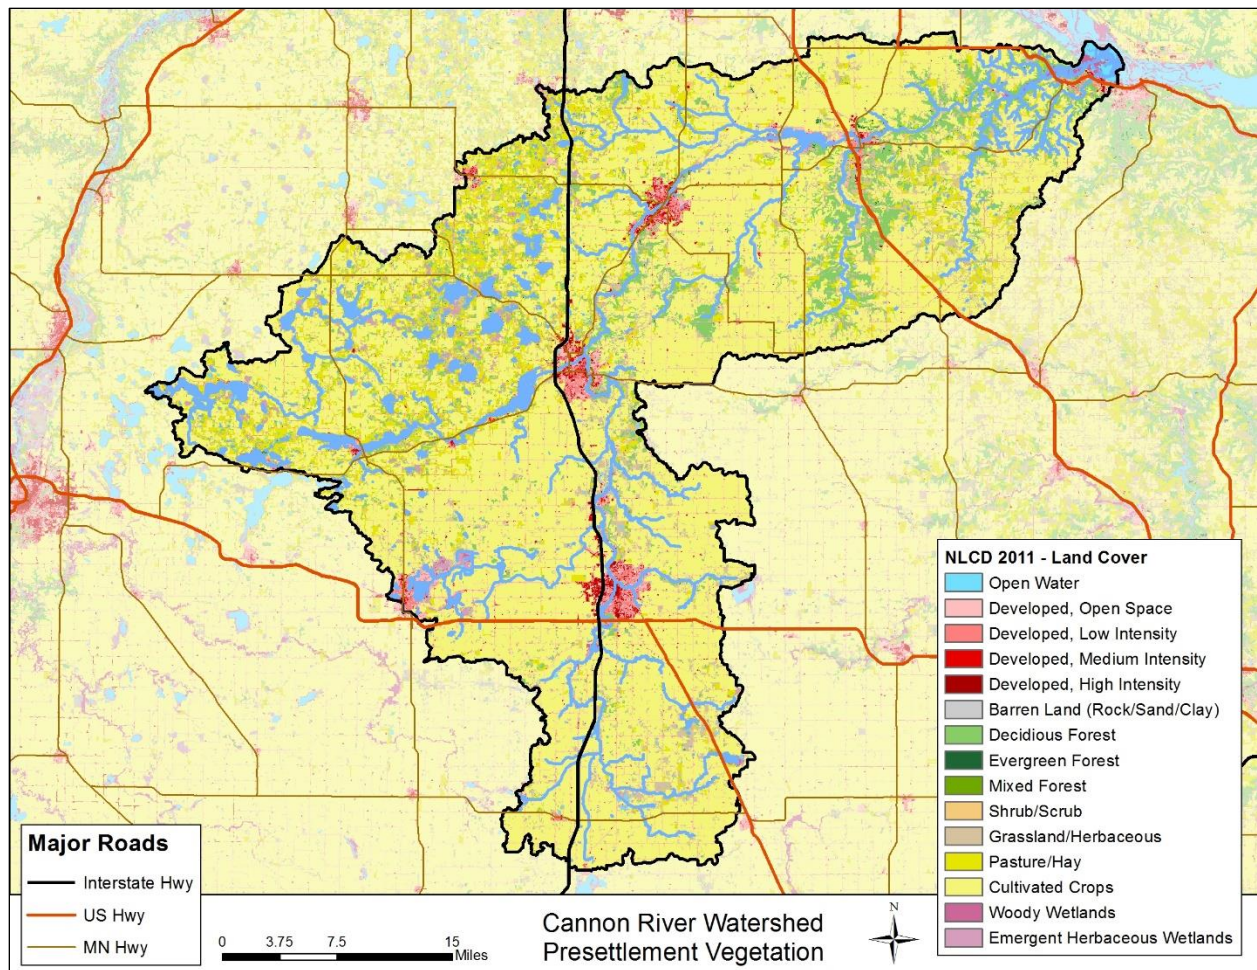 NLCD 2011 - Land Cover
Open Water
Developed, Open Space
Developed, Low Intensity
Developed, Medium Intensity
Developed, High Intensity
Barren Land (Rock/Sand/Clay)
Decidious Forest
Evergreen Forest
Mixed Forest
Shrub/Scrub
Grassland/Herbaceous
Pasture/Hay
Cultivated Crops
Woody Wetlands
Emergent Herbaceous Wetlands
Major Roads
Interstate Hwy
US Hwy
MN Hwy
0 3.75 7.5 15
Miles
Cannon River Watershed
Presettlement Vegetation
N